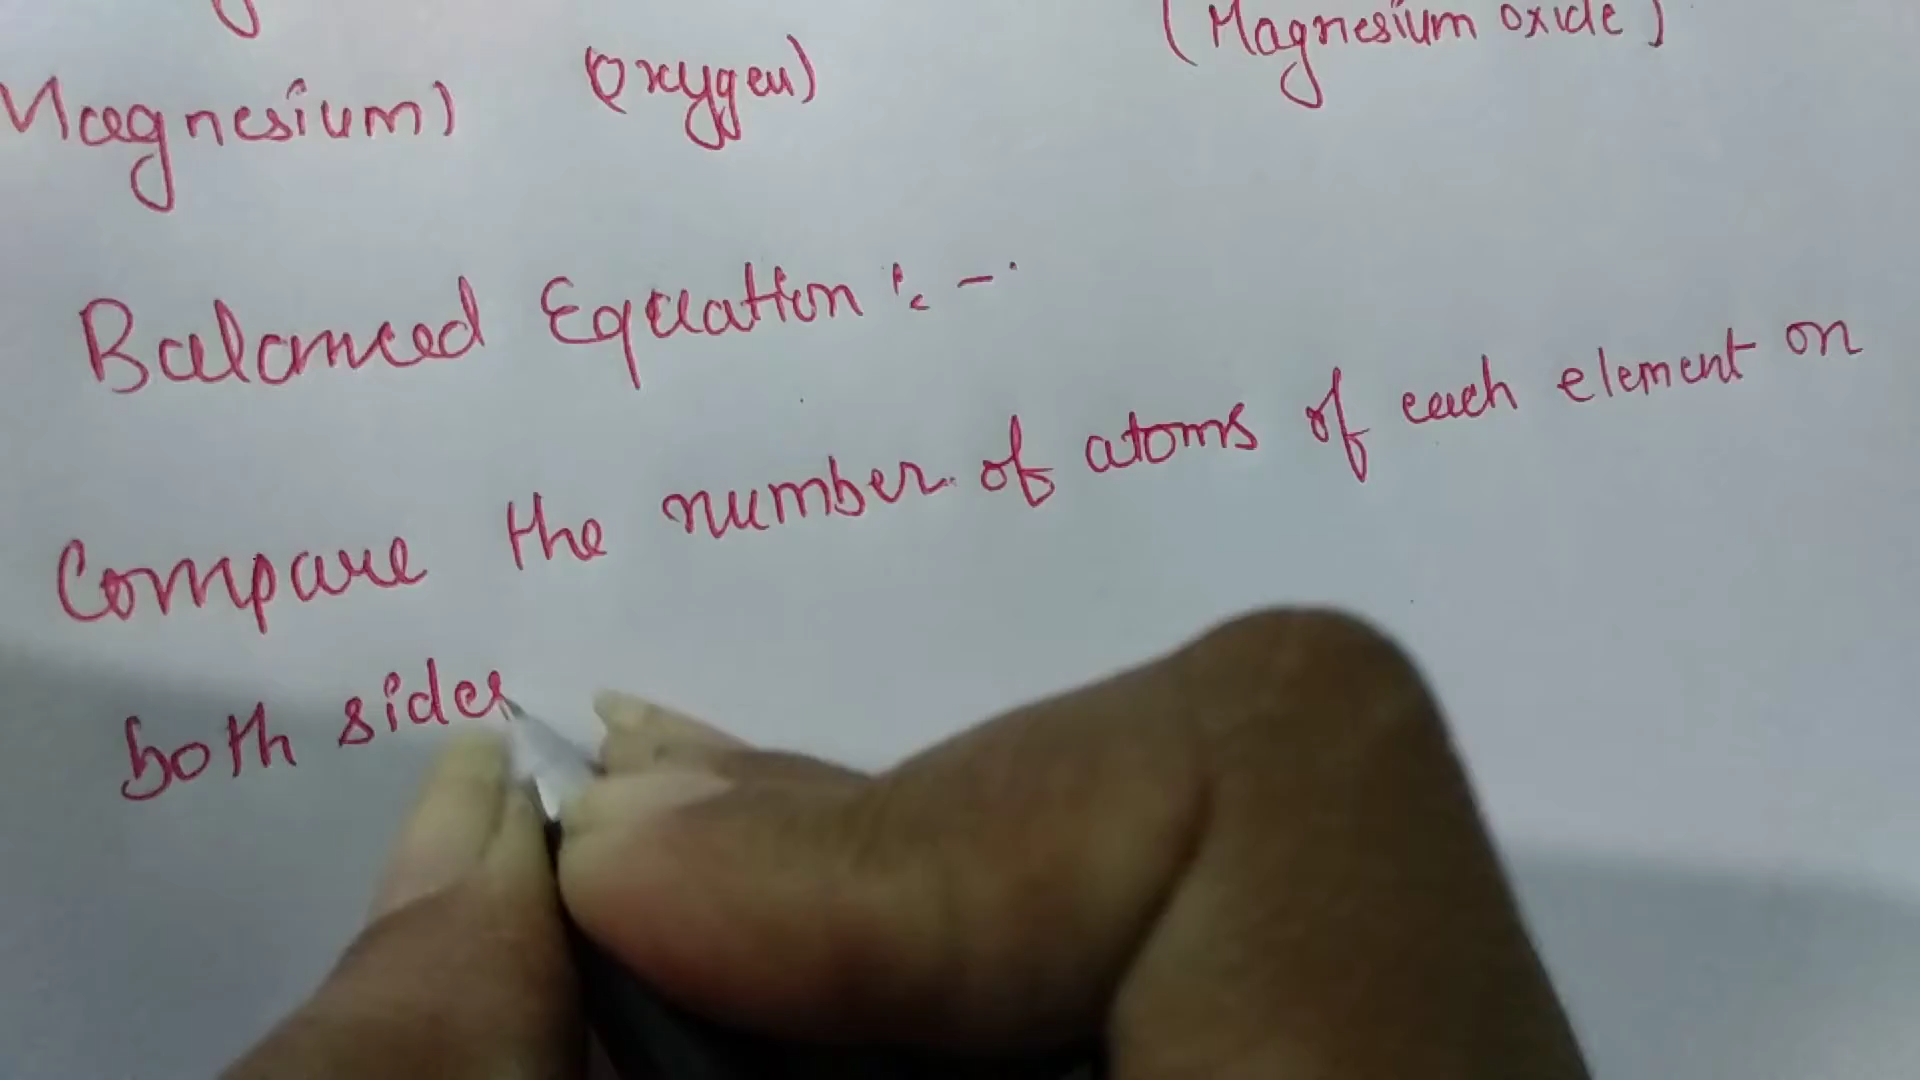 Magnesium) (Oxygen) (Magnesium oxide)
Balanced Equation :-
Compare the number of atoms of each element on
both sides